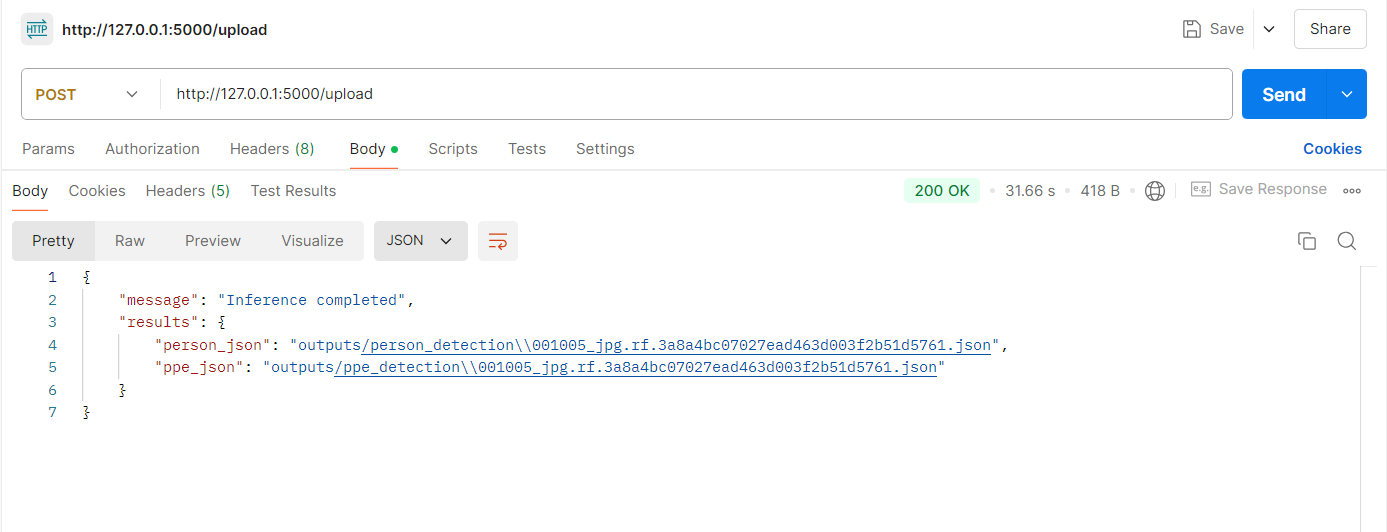 HTTP http://127.0.0.1:5000/upload Save Share
POST http://127.0.0.1:5000/upload Send
Params Authorization Headers (8) Body Scripts Tests Settings Cookies
Body Cookies Headers (5) Test Results 200 OK 31.66 s 418 B e.g. Save Response
Pretty Raw Preview Visualize JSON
1 {
2 "message": "Inference completed",
3 "results": {
4 "person_json": "outputs/person_detection\\001005_jpg.rf.3a8a4bc07027ead463d003f2b51d5761.json",
5 "ppe_json": "outputs/ppe_detection\\001005_jpg.rf.3a8a4bc07027ead463d003f2b51d5761.json"
6 }
7 }